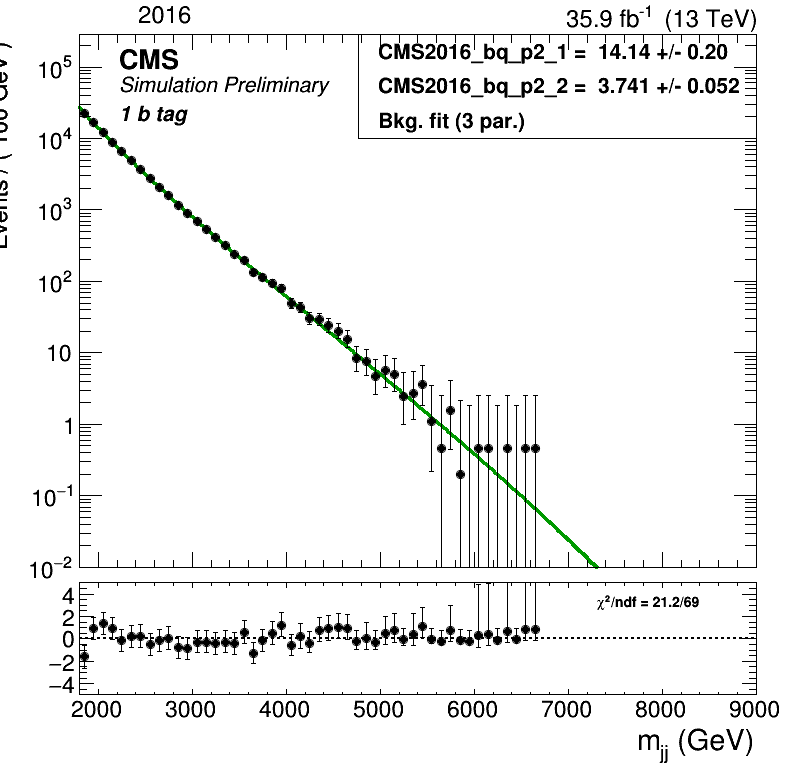 2016
35.9 fb⁻¹ (13 TeV)
CMS
Simulation Preliminary
1 b tag
CMS2016_bq_p2_1 = 14.14 +/- 0.20
CMS2016_bq_p2_2 = 3.741 +/- 0.052
Bkg. fit (3 par.)
10⁵
10⁴
10³
10²
10
1
10⁻¹
10⁻²
χ²/ndf = 21.2/69
4
2
0
−2
−4
2000 3000 4000 5000 6000 7000 8000 9000
m_jj (GeV)